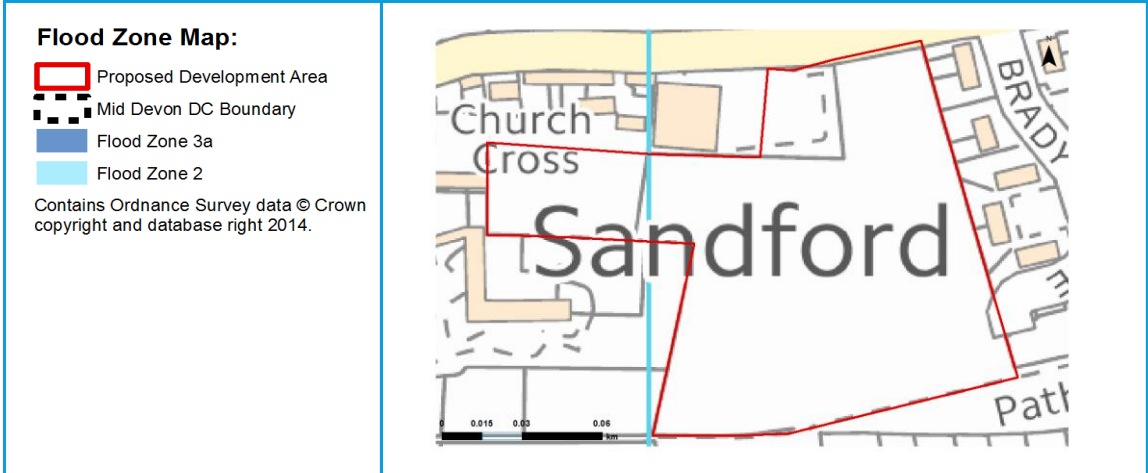 Flood Zone Map:
Proposed Development Area
Mid Devon DC Boundary
Flood Zone 3a
Flood Zone 2
Contains Ordnance Survey data © Crown
copyright and database right 2014.
N
BRADY
Church
Cross
Sandford
Path
0 0.015 0.03 0.06
km